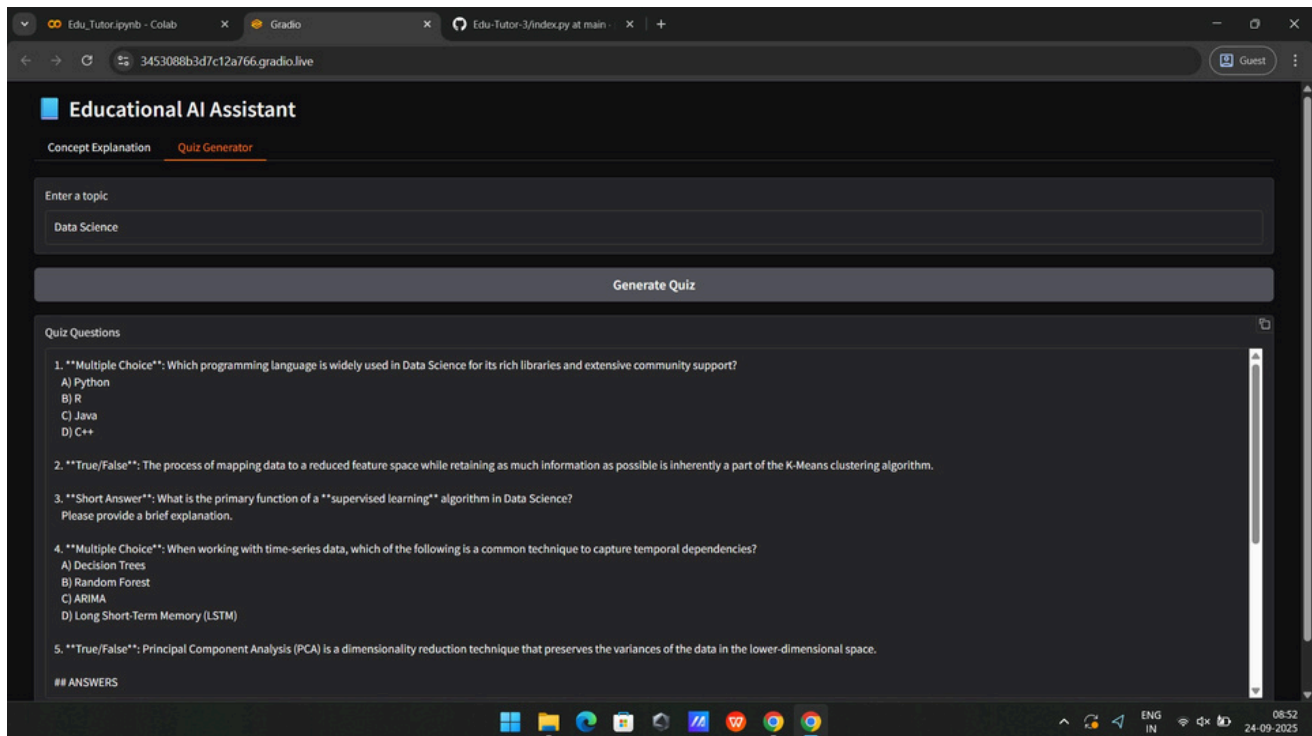 Edu_Tutor.ipynb - Colab
Gradio
Edu-Tutor-3/index.py at main ·
3453088b3d7c12a766.gradio.live
Guest
Educational AI Assistant
Concept Explanation
Quiz Generator
Enter a topic
Data Science
Generate Quiz
Quiz Questions
1. **Multiple Choice**: Which programming language is widely used in Data Science for its rich libraries and extensive community support?
A) Python
B) R
C) Java
D) C++
2. **True/False**: The process of mapping data to a reduced feature space while retaining as much information as possible is inherently a part of the K-Means clustering algorithm.
3. **Short Answer**: What is the primary function of a **supervised learning** algorithm in Data Science?
Please provide a brief explanation.
4. **Multiple Choice**: When working with time-series data, which of the following is a common technique to capture temporal dependencies?
A) Decision Trees
B) Random Forest
C) ARIMA
D) Long Short-Term Memory (LSTM)
5. **True/False**: Principal Component Analysis (PCA) is a dimensionality reduction technique that preserves the variances of the data in the lower-dimensional space.
## ANSWERS
ENG
IN
08:52
24-09-2025